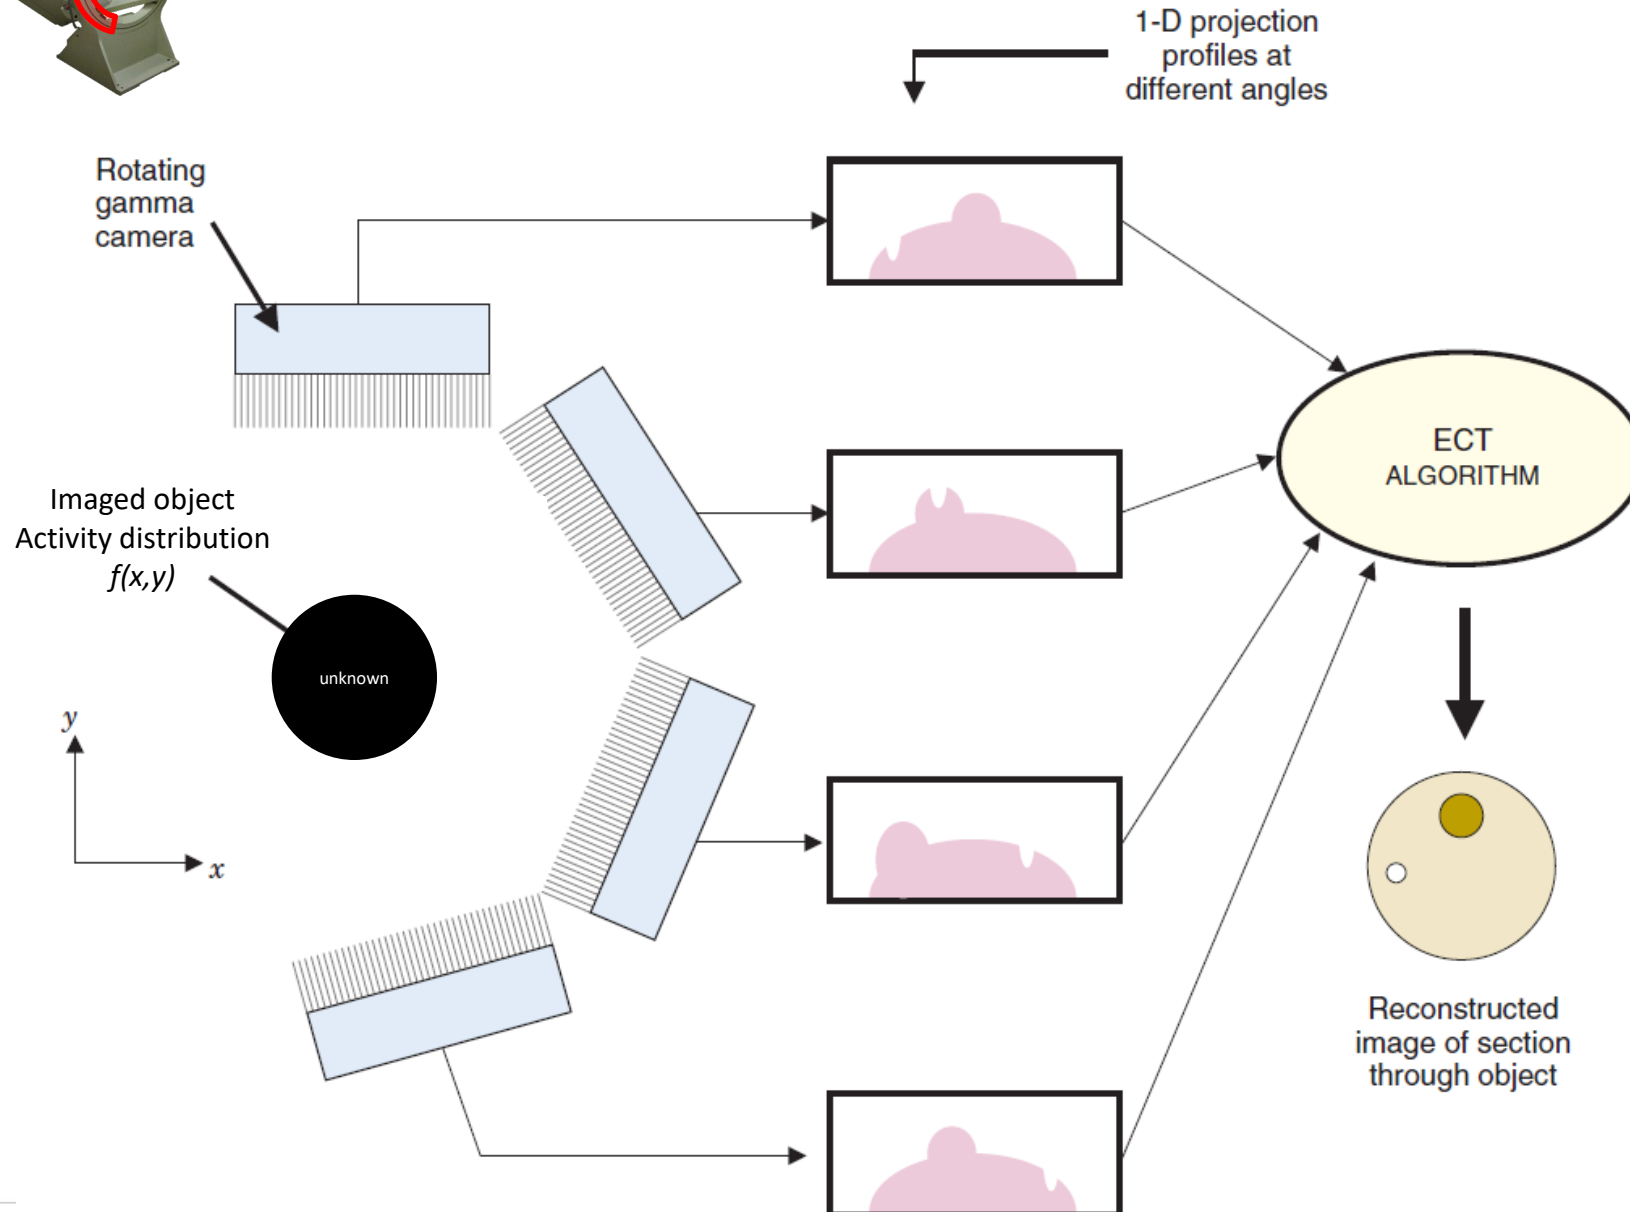 1-D projection
profiles at
different angles
Rotating
gamma
camera
Imaged object
Activity distribution
f(x,y)
unknown
y
x
ECT
ALGORITHM
Reconstructed
image of section
through object